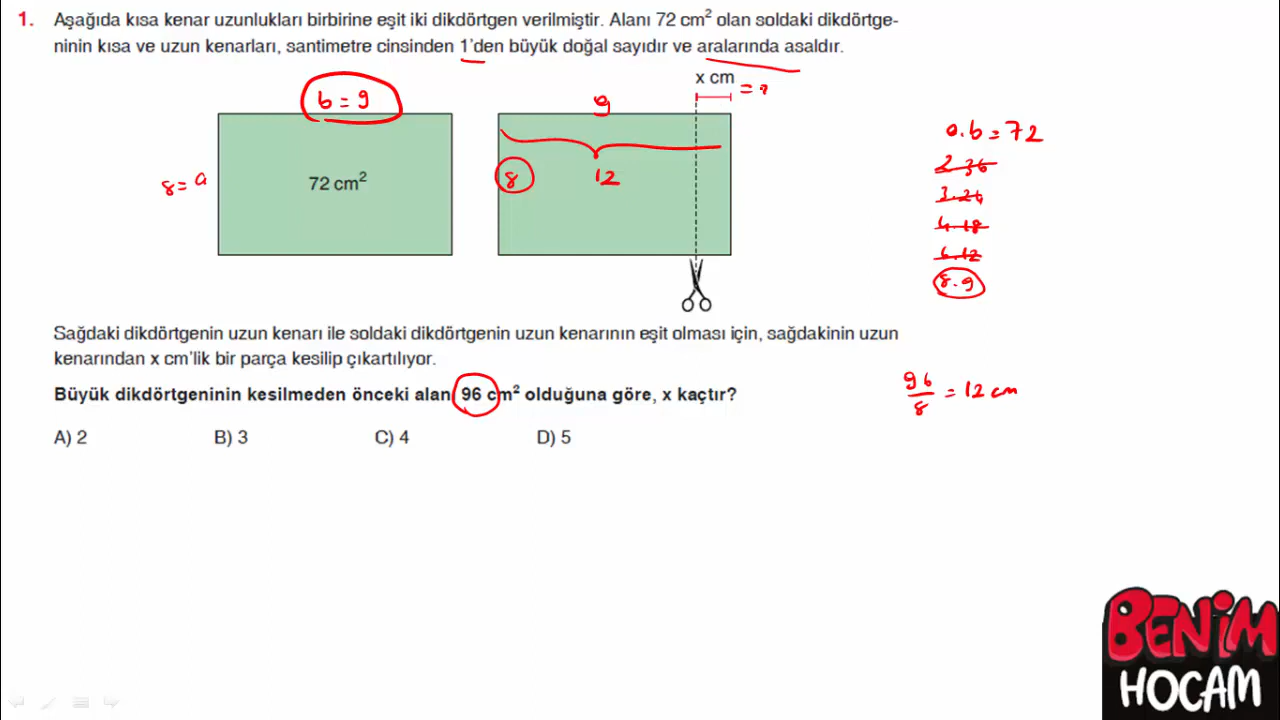 1. Aşağıda kısa kenar uzunlukları birbirine eşit iki dikdörtgen verilmiştir. Alanı 72 cm² olan soldaki dikdörtge-
ninin kısa ve uzun kenarları, santimetre cinsinden 1'den büyük doğal sayıdır ve aralarında asaldır.
x cm
=
b = 9
9
a.b = 72
2.36
3.24
4.18
6.12
8.9
8 = a
72 cm²
8
12
Sağdaki dikdörtgenin uzun kenarı ile soldaki dikdörtgenin uzun kenarının eşit olması için, sağdakinin uzun
kenarından x cm'lik bir parça kesilip çıkartılıyor.
Büyük dikdörtgeninin kesilmeden önceki alan 96 cm² olduğuna göre, x kaçtır?
96/8 = 12 cm
A) 2 B) 3 C) 4 D) 5
BENİM
HOCAM